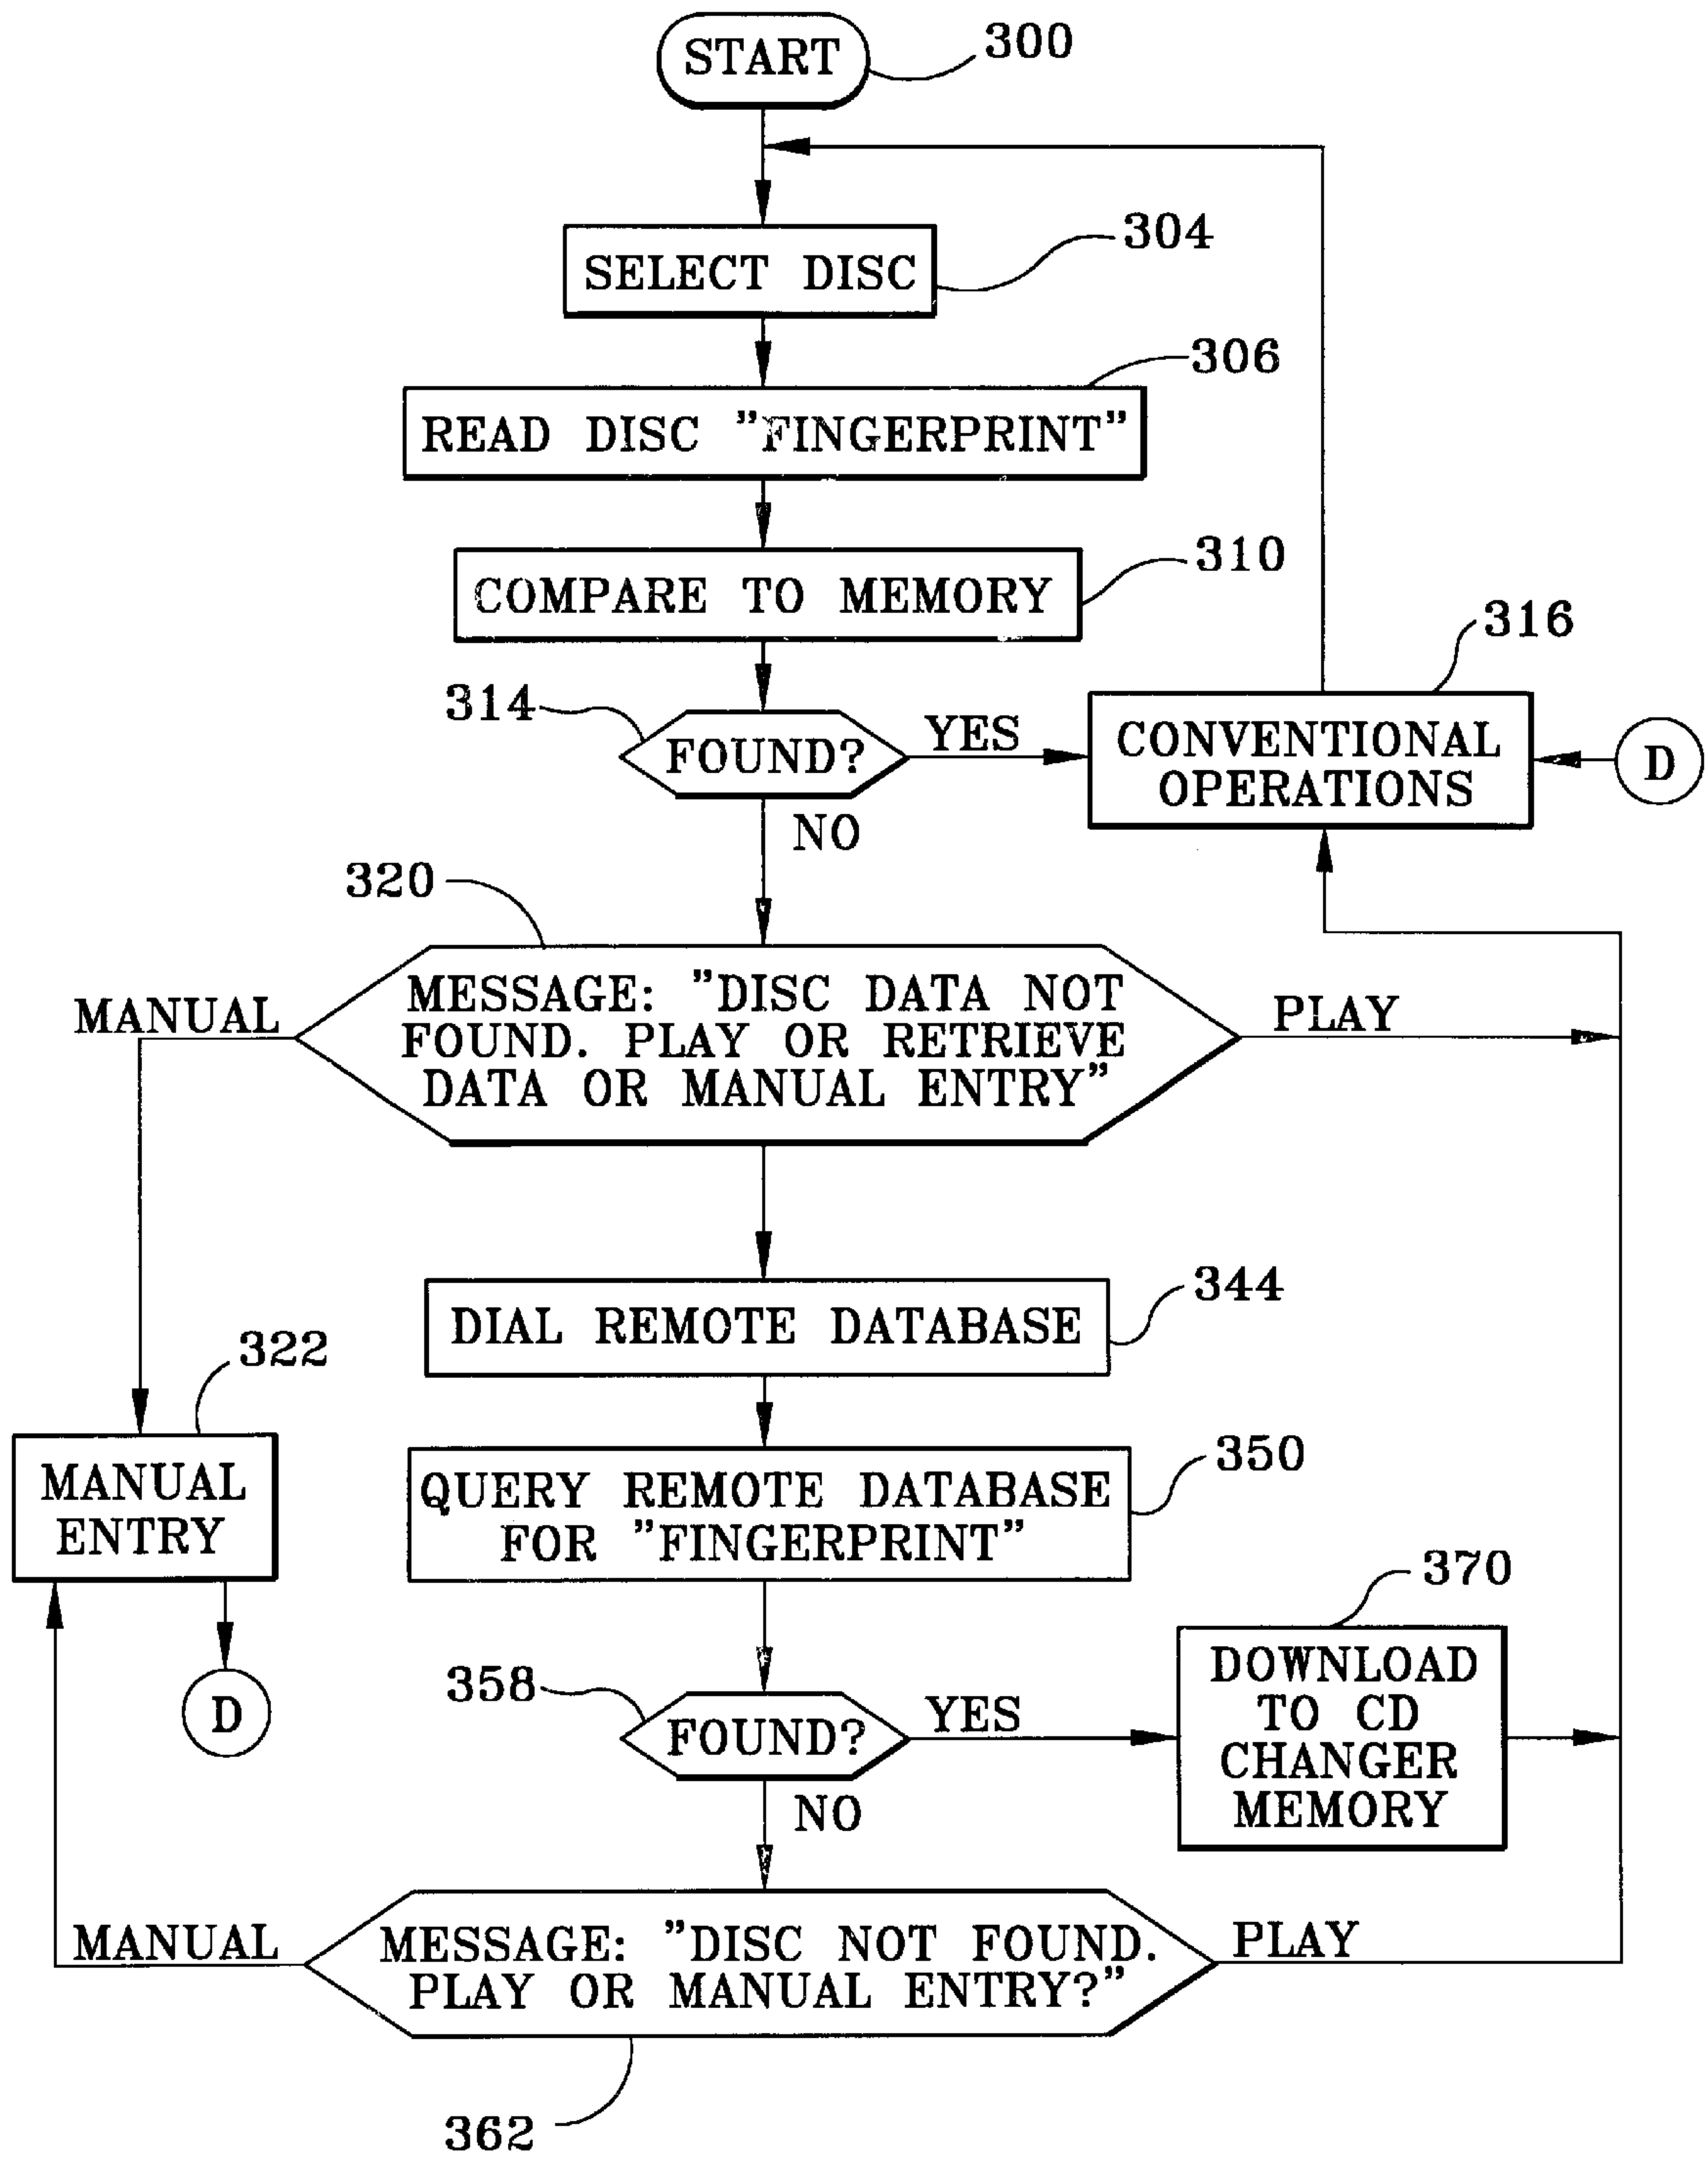 START
300
304
SELECT DISC
306
READ DISC "FINGERPRINT"
310
COMPARE TO MEMORY
316
314
FOUND?
YES
CONVENTIONAL
OPERATIONS
D
NO
320
MESSAGE: "DISC DATA NOT
FOUND. PLAY OR RETRIEVE
DATA OR MANUAL ENTRY"
MANUAL
PLAY
344
DIAL REMOTE DATABASE
322
MANUAL
ENTRY
350
QUERY REMOTE DATABASE
FOR "FINGERPRINT"
370
D
358
FOUND?
YES
DOWNLOAD
TO CD
CHANGER
MEMORY
NO
MANUAL
MESSAGE: "DISC NOT FOUND.
PLAY OR MANUAL ENTRY?"
PLAY
362